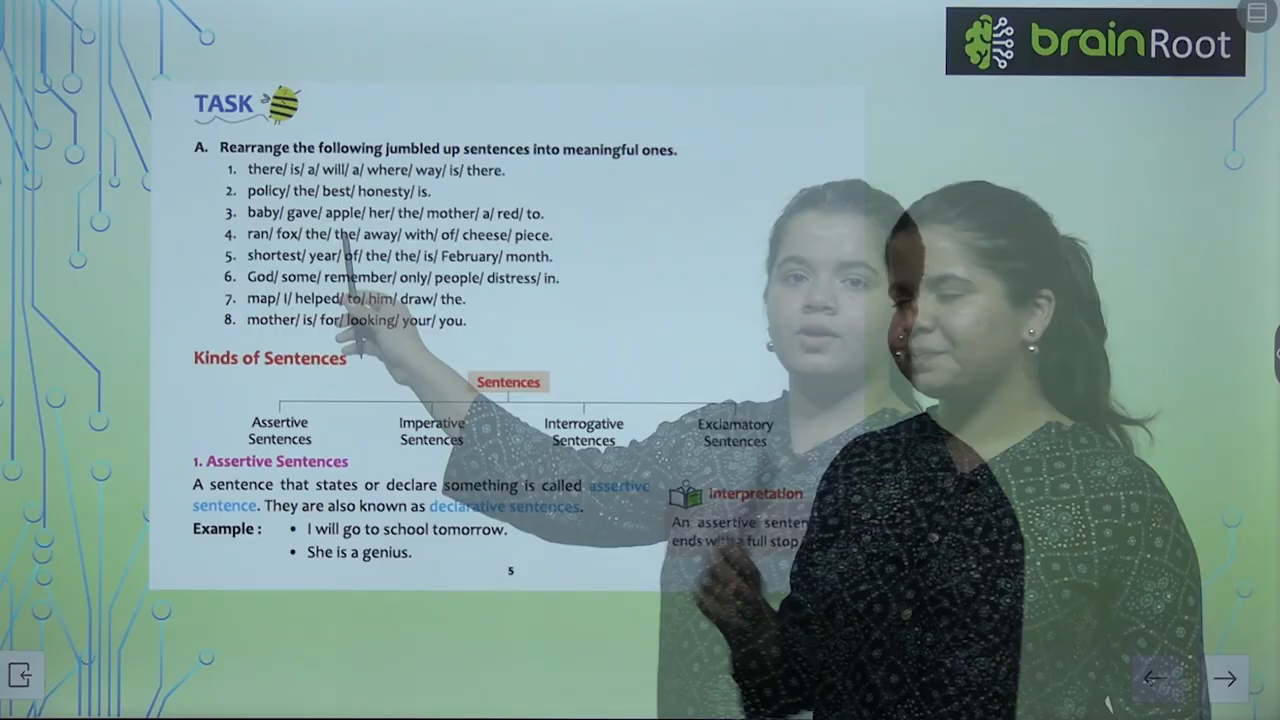 brainRoot
TASK
A. Rearrange the following jumbled up sentences into meaningful ones.
1. there/ is/ a/ will/ a/ where/ way/ is/ there.
2. policy/ the/ best/ honesty/ is.
3. baby/ gave/ apple/ her/ the/ mother/ a/ red/ to.
4. ran/ fox/ the/ the/ away/ with/ of/ cheese/ piece.
5. shortest/ year/ of/ the/ the/ is/ February/ month.
6. God/ some/ remember/ only/ people/ distress/ in.
7. map/ I/ helped/ to/ him/ draw/ the.
8. mother/ is/ for/ looking/ your/ you.
Kinds of Sentences
Sentences
Assertive Sentences
Imperative Sentences
Interrogative Sentences
Exclamatory Sentences
1. Assertive Sentences
A sentence that states or declare something is called assertive
sentence. They are also known as declarative sentences.
Example : • I will go to school tomorrow.
• She is a genius.
Interpretation
An assertive
ends with a full stop
5